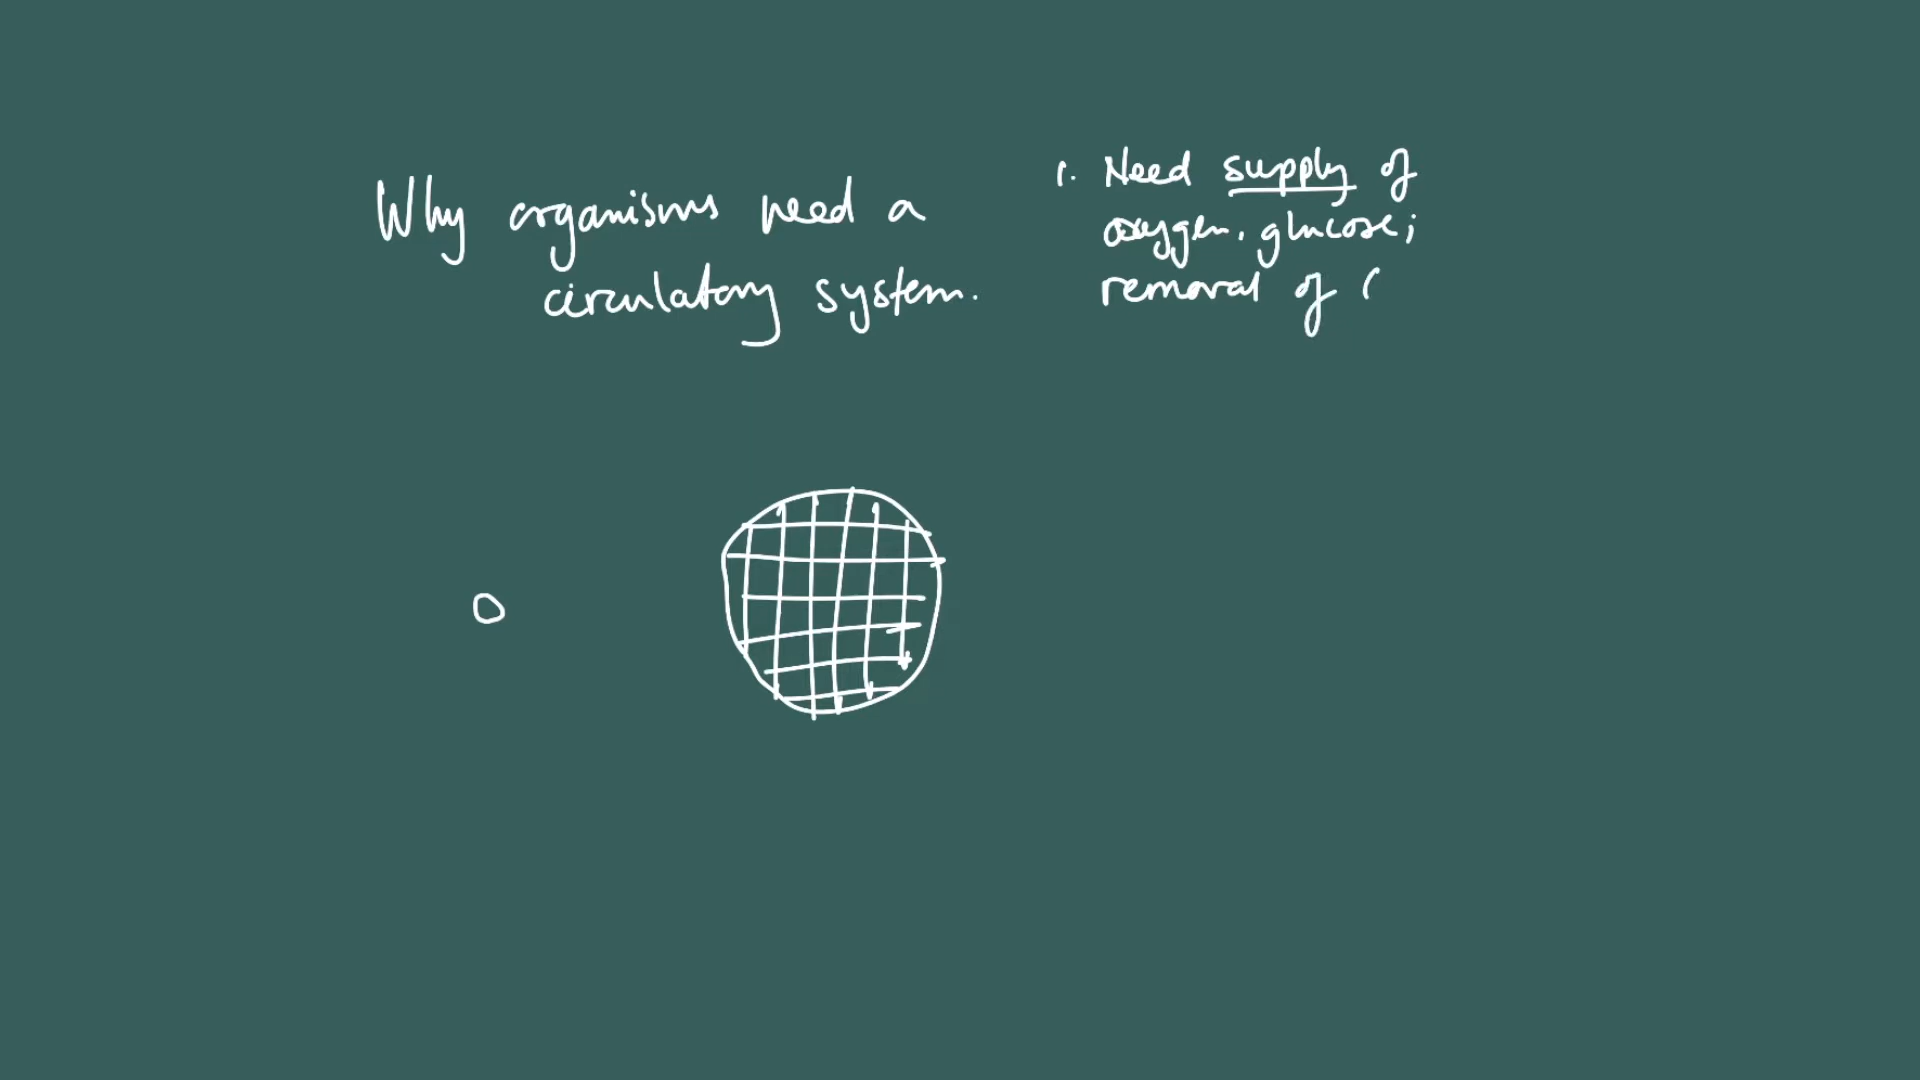 Why organisms need a
circulatory system.
1. Need supply of
oxygen, glucose;
removal of (